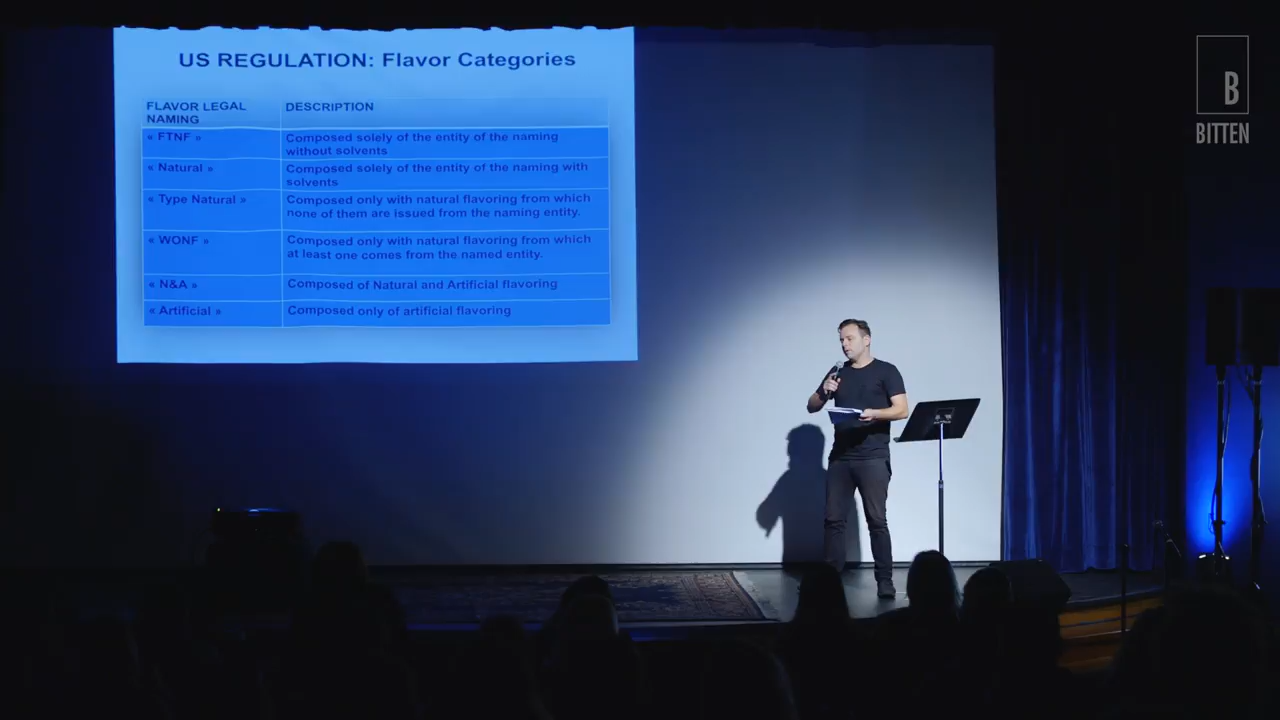 US REGULATION: Flavor Categories
FLAVOR LEGAL
NAMING
DESCRIPTION
« FTNF »
Composed solely of the entity of the naming
without solvents
« Natural »
Composed solely of the entity of the naming with
solvents
« Type Natural »
Composed only with natural flavoring from which
none of them are issued from the naming entity.
« WONF »
Composed only with natural flavoring from which
at least one comes from the named entity.
« N&A »
Composed of Natural and Artificial flavoring
« Artificial »
Composed only of artificial flavoring
B
BITTEN